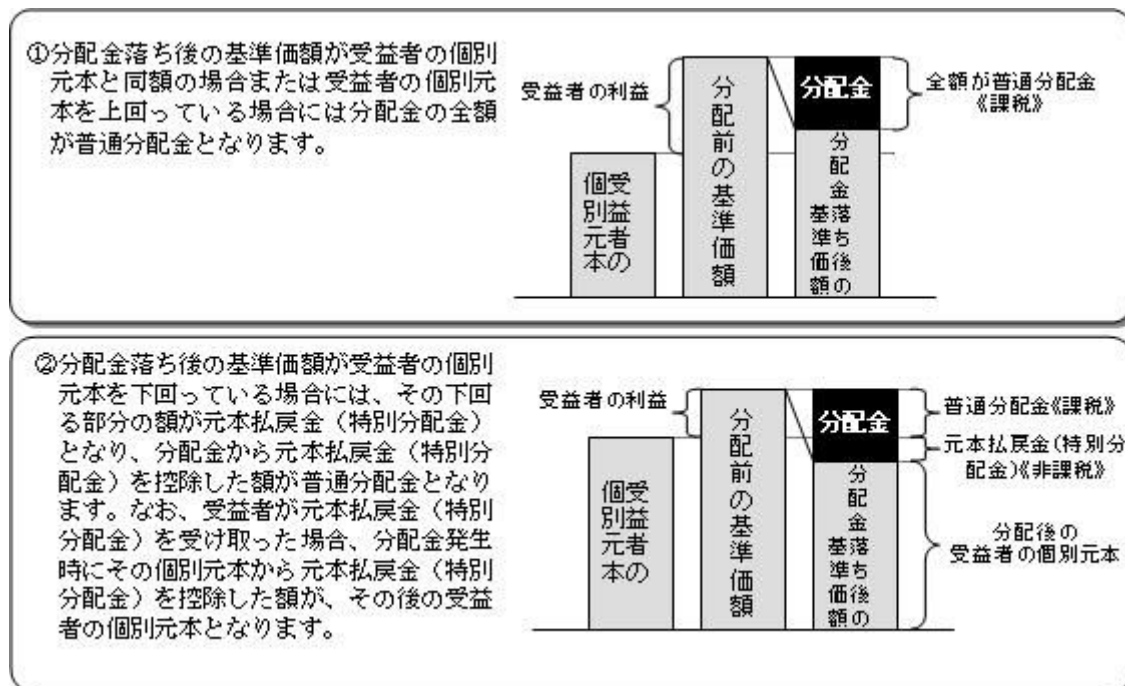 ①分配金落ち後の基準価額が受益者の個別
元本と同額の場合または受益者の個別元
本を上回っている場合には分配金の全額
が普通分配金となります。
受益者の利益
受益者の
個別元本
分配前の基準価額
分配金
分配金落ち後の
基準価額
全額が普通分配金
《課税》
②分配金落ち後の基準価額が受益者の個別
元本を下回っている場合には、その下回
る部分の額が元本払戻金（特別分配金）
となり、分配金から元本払戻金（特別分
配金）を控除した額が普通分配金となり
ます。なお、受益者が元本払戻金（特別
分配金）を受け取った場合、分配金発生
時にその個別元本から元本払戻金（特別
分配金）を控除した額が、その後の受益
者の個別元本となります。
受益者の利益
受益者の
個別元本
分配前の基準価額
分配金
分配金落ち後の
基準価額
普通分配金《課税》
元本払戻金（特別分
配金）《非課税》
分配後の
受益者の個別元本